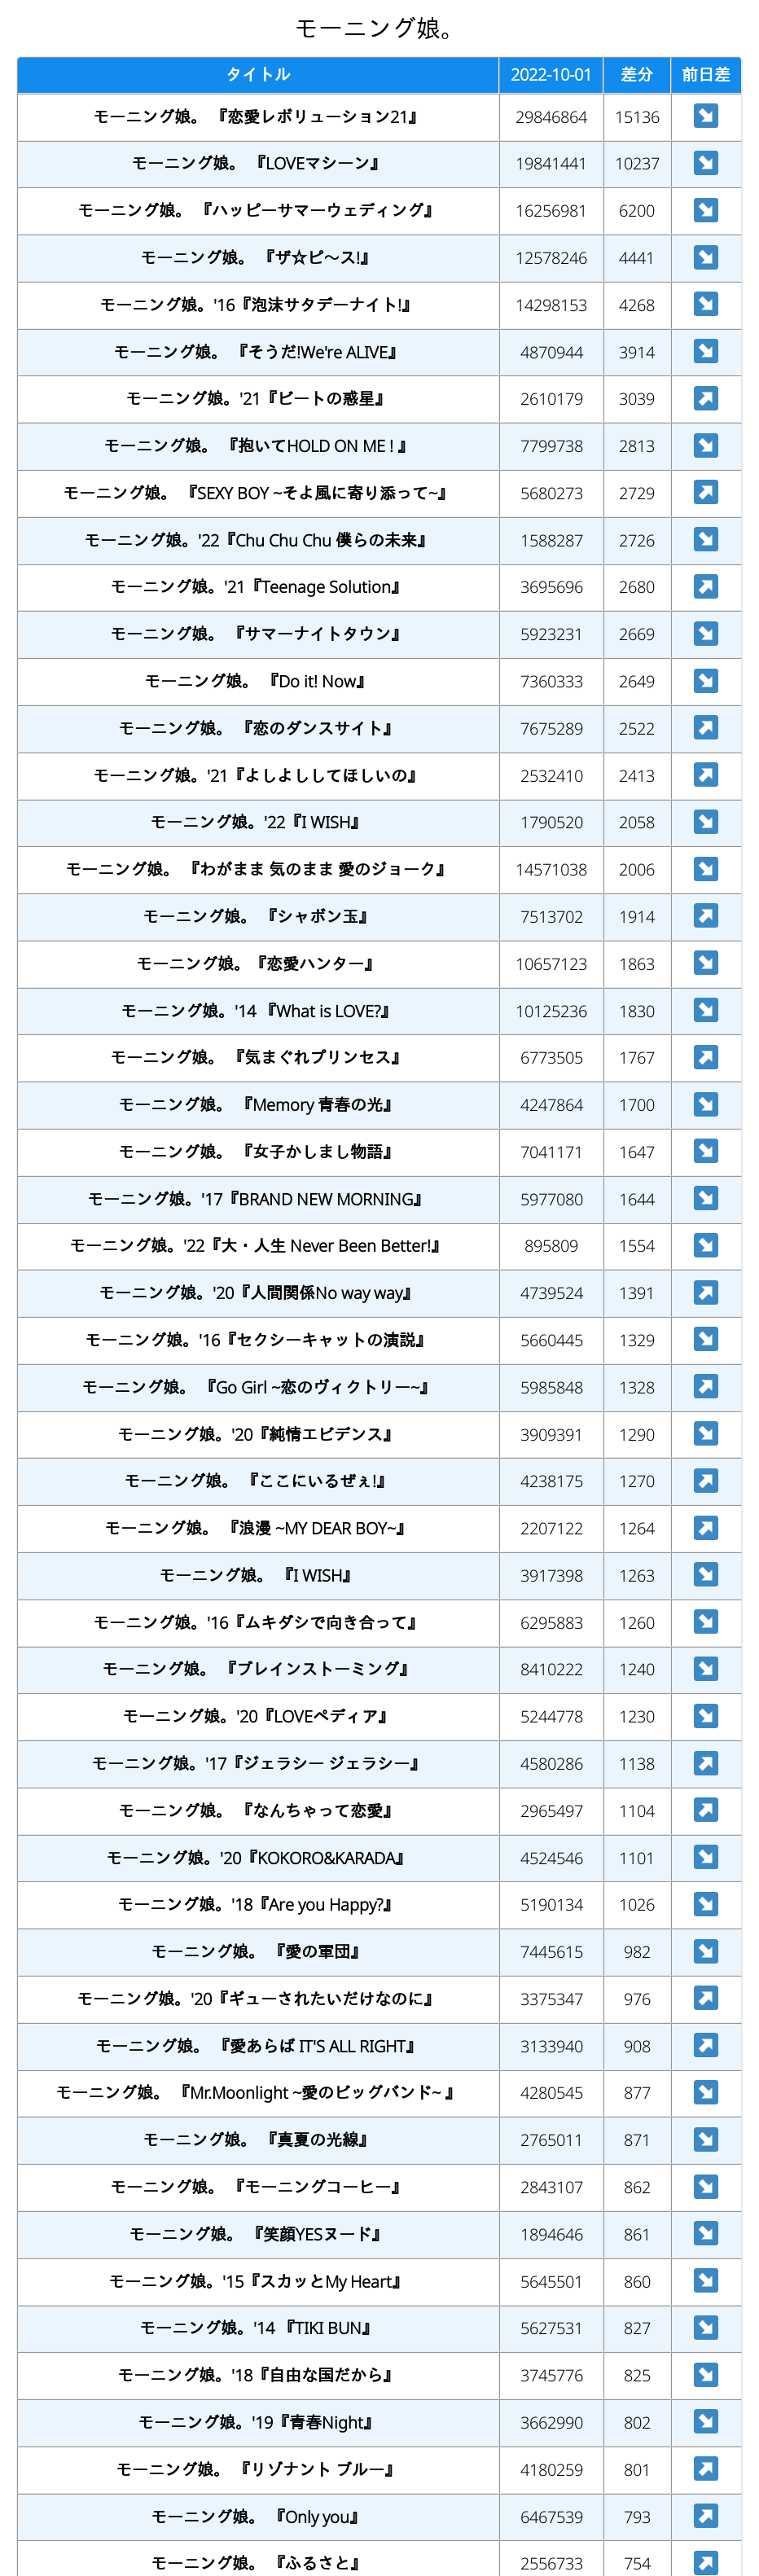 モーニング娘。
タイトル 2022-10-01 差分 前日差
モーニング娘。 『恋愛レボリューション21』 29846864 15136 ↘
モーニング娘。 『LOVEマシーン』 19841441 10237 ↘
モーニング娘。 『ハッピーサマーウェディング』 16256981 6200 ↘
モーニング娘。 『ザ☆ピ〜ス!』 12578246 4441 ↘
モーニング娘。'16『泡沫サタデーナイト!』 14298153 4268 ↘
モーニング娘。 『そうだ!We're ALIVE』 4870944 3914 ↘
モーニング娘。'21『ビートの惑星』 2610179 3039 ↗
モーニング娘。 『抱いてHOLD ON ME ! 』 7799738 2813 ↘
モーニング娘。 『SEXY BOY ~そよ風に寄り添って~』 5680273 2729 ↗
モーニング娘。'22『Chu Chu Chu 僕らの未来』 1588287 2726 ↘
モーニング娘。'21『Teenage Solution』 3695696 2680 ↗
モーニング娘。 『サマーナイトタウン』 5923231 2669 ↘
モーニング娘。 『Do it! Now』 7360333 2649 ↘
モーニング娘。 『恋のダンスサイト』 7675289 2522 ↗
モーニング娘。'21『よしよししてほしいの』 2532410 2413 ↗
モーニング娘。'22『I WISH』 1790520 2058 ↘
モーニング娘。 『わがまま 気のまま 愛のジョーク』 14571038 2006 ↘
モーニング娘。 『シャボン玉』 7513702 1914 ↗
モーニング娘。『恋愛ハンター』 10657123 1863 ↘
モーニング娘。'14 『What is LOVE?』 10125236 1830 ↘
モーニング娘。 『気まぐれプリンセス』 6773505 1767 ↗
モーニング娘。 『Memory 青春の光』 4247864 1700 ↘
モーニング娘。 『女子かしまし物語』 7041171 1647 ↘
モーニング娘。'17『BRAND NEW MORNING』 5977080 1644 ↘
モーニング娘。'22『大・人生 Never Been Better!』 895809 1554 ↘
モーニング娘。'20『人間関係No way way』 4739524 1391 ↗
モーニング娘。'16『セクシーキャットの演説』 5660445 1329 ↘
モーニング娘。 『Go Girl ~恋のヴィクトリー~』 5985848 1328 ↗
モーニング娘。'20『純情エビデンス』 3909391 1290 ↘
モーニング娘。 『ここにいるぜぇ!』 4238175 1270 ↗
モーニング娘。 『浪漫 ~MY DEAR BOY~』 2207122 1264 ↗
モーニング娘。 『I WISH』 3917398 1263 ↘
モーニング娘。'16『ムキダシで向き合って』 6295883 1260 ↘
モーニング娘。 『ブレインストーミング』 8410222 1240 ↘
モーニング娘。'20『LOVEペディア』 5244778 1230 ↘
モーニング娘。'17『ジェラシー ジェラシー』 4580286 1138 ↗
モーニング娘。 『なんちゃって恋愛』 2965497 1104 ↗
モーニング娘。'20『KOKORO&KARADA』 4524546 1101 ↘
モーニング娘。'18『Are you Happy?』 5190134 1026 ↘
モーニング娘。 『愛の軍団』 7445615 982 ↘
モーニング娘。'20『ギューされたいだけなのに』 3375347 976 ↗
モーニング娘。 『愛あらば IT'S ALL RIGHT』 3133940 908 ↗
モーニング娘。 『Mr.Moonlight ~愛のビッグバンド~ 』 4280545 877 ↘
モーニング娘。 『真夏の光線』 2765011 871 ↘
モーニング娘。 『モーニングコーヒー』 2843107 862 ↘
モーニング娘。 『笑顔YESヌード』 1894646 861 ↘
モーニング娘。'15『スカッとMy Heart』 5645501 860 ↘
モーニング娘。'14 『TIKI BUN』 5627531 827 ↘
モーニング娘。'18『自由な国だから』 3745776 825 ↘
モーニング娘。'19『青春Night』 3662990 802 ↘
モーニング娘。 『リゾナント ブルー』 4180259 801 ↗
モーニング娘。 『Only you』 6467539 793 ↗
モーニング娘。 『ふるさと』 2556733 754 ↗